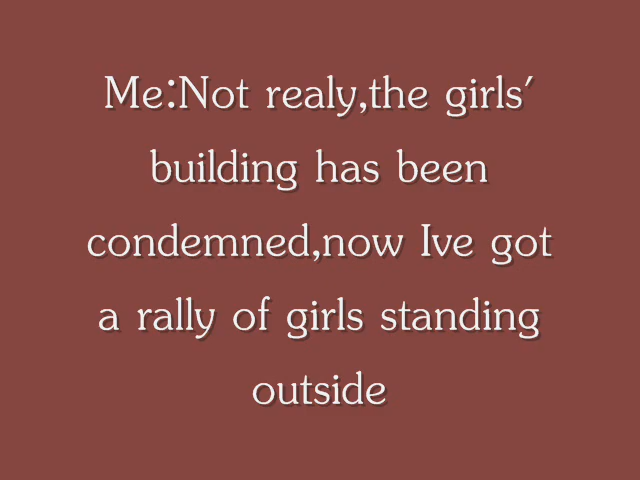 Me:Not realy,the girls'
building has been
condemned,now Ive got
a rally of girls standing
outside